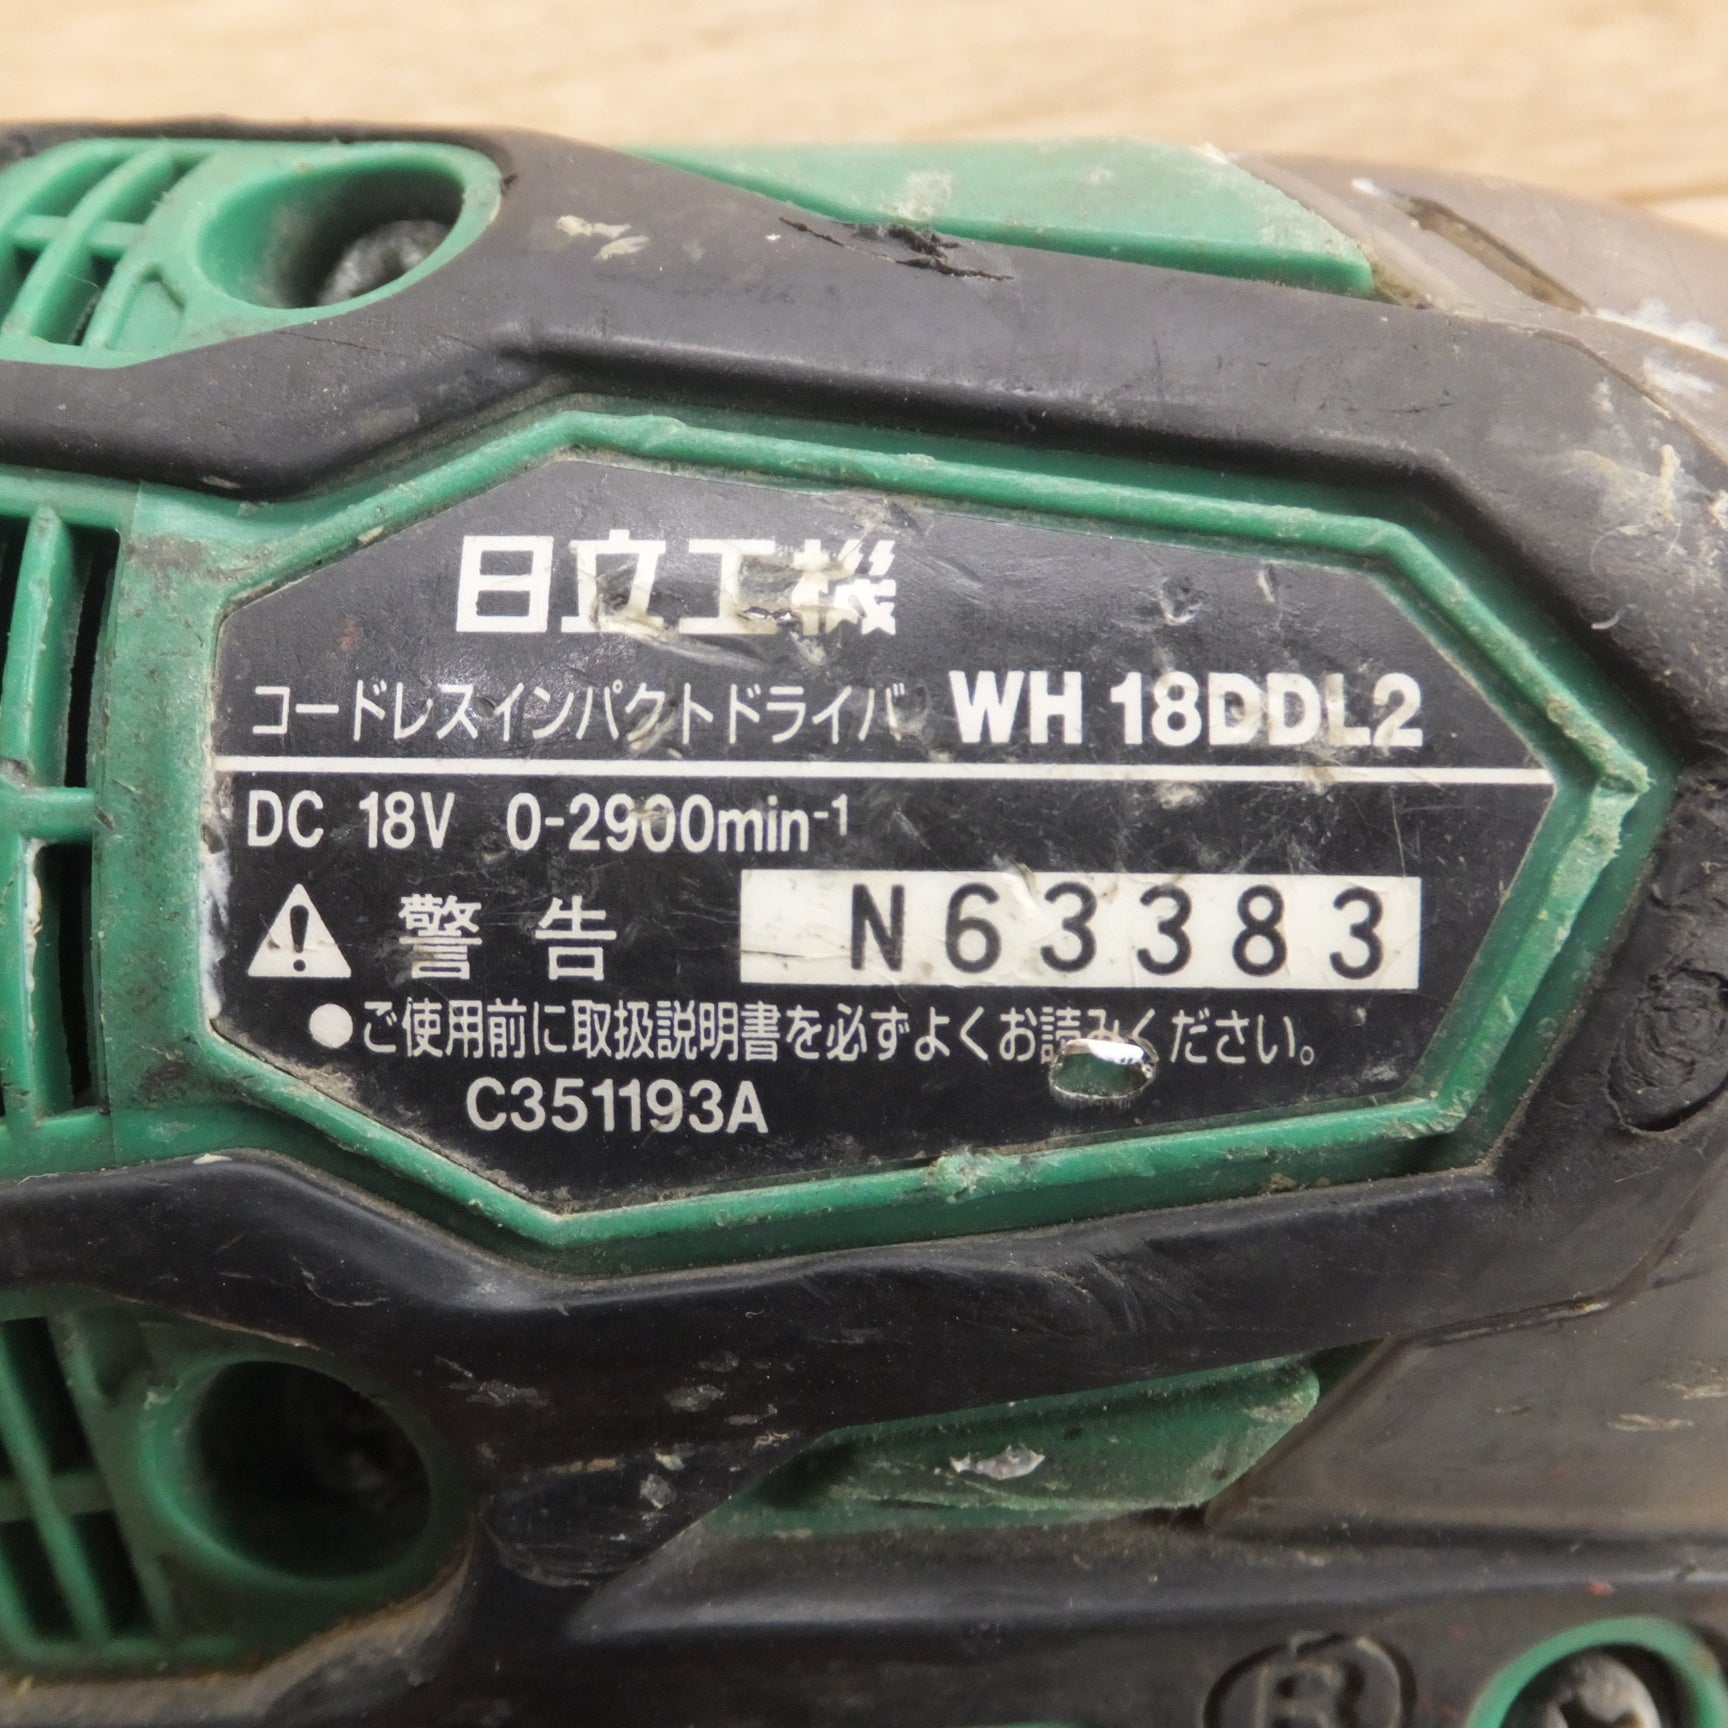 日立工機
コードレスインパクトドライバ WH 18DDL2
DC 18V 0-2900min⁻¹
警告 N63383
●ご使用前に取扱説明書を必ずよくお読みください。
C351193A
R